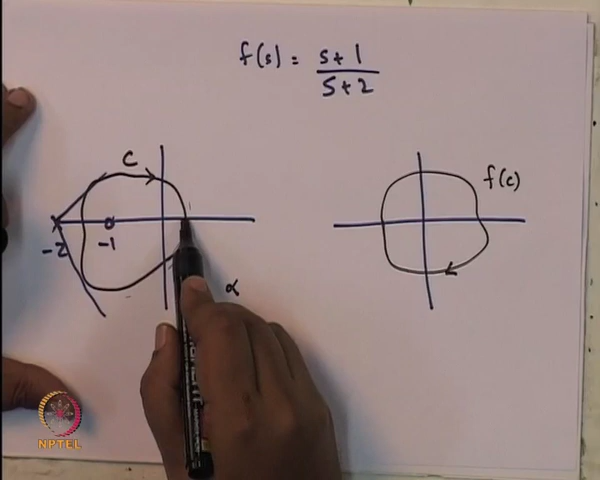 f(s) = s+1
s+2
C
f(c)
-2
-1
α
NPTEL